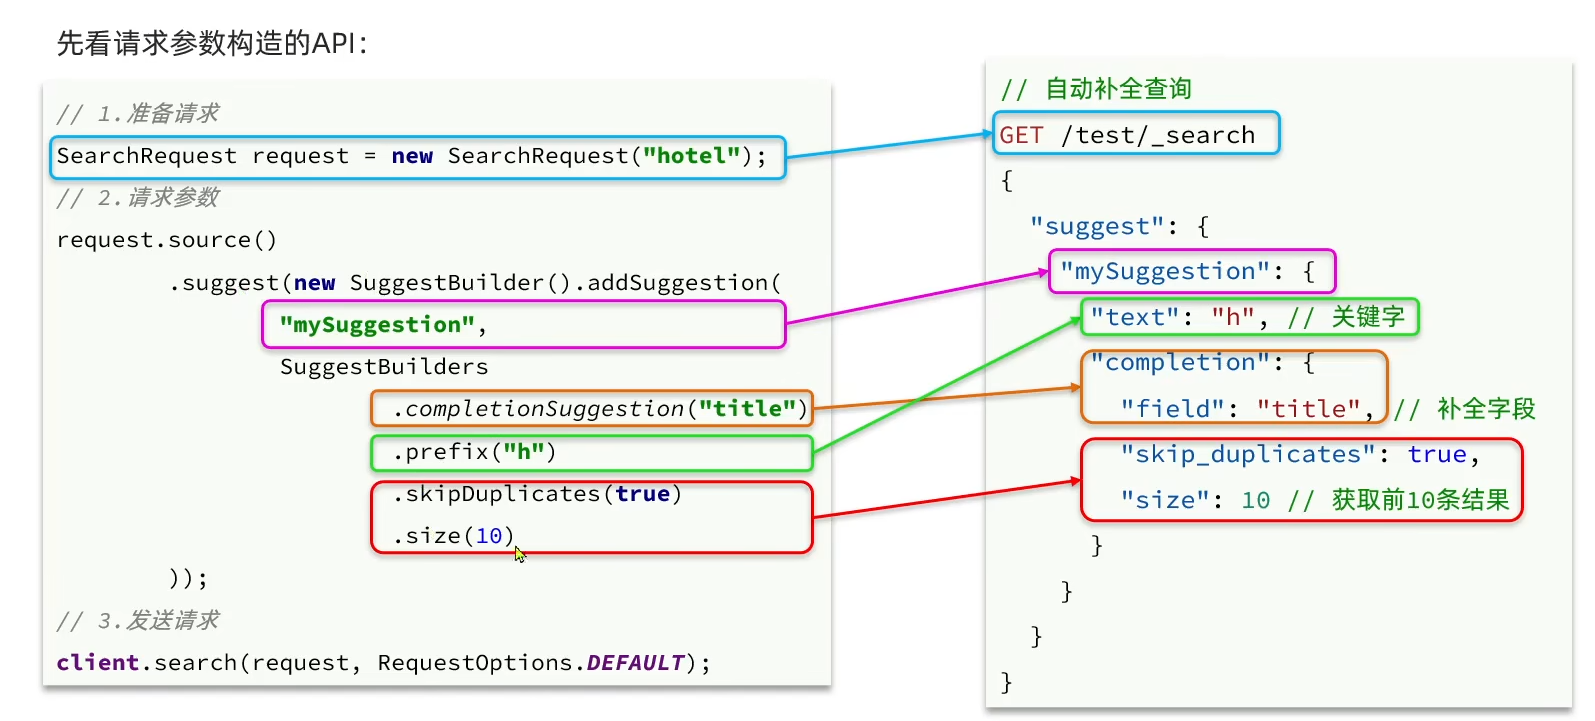 先看请求参数构造的API：
// 1.准备请求
SearchRequest request = new SearchRequest("hotel");
// 2.请求参数
request.source()
.suggest(new SuggestBuilder().addSuggestion(
"mySuggestion",
SuggestBuilders
.completionSuggestion("title")
.prefix("h")
.skipDuplicates(true)
.size(10)
));
// 3.发送请求
client.search(request, RequestOptions.DEFAULT);
// 自动补全查询
GET /test/_search
{
"suggest": {
"mySuggestion": {
"text": "h", // 关键字
"completion": {
"field": "title", // 补全字段
"skip_duplicates": true,
"size": 10 // 获取前10条结果
}
}
}
}